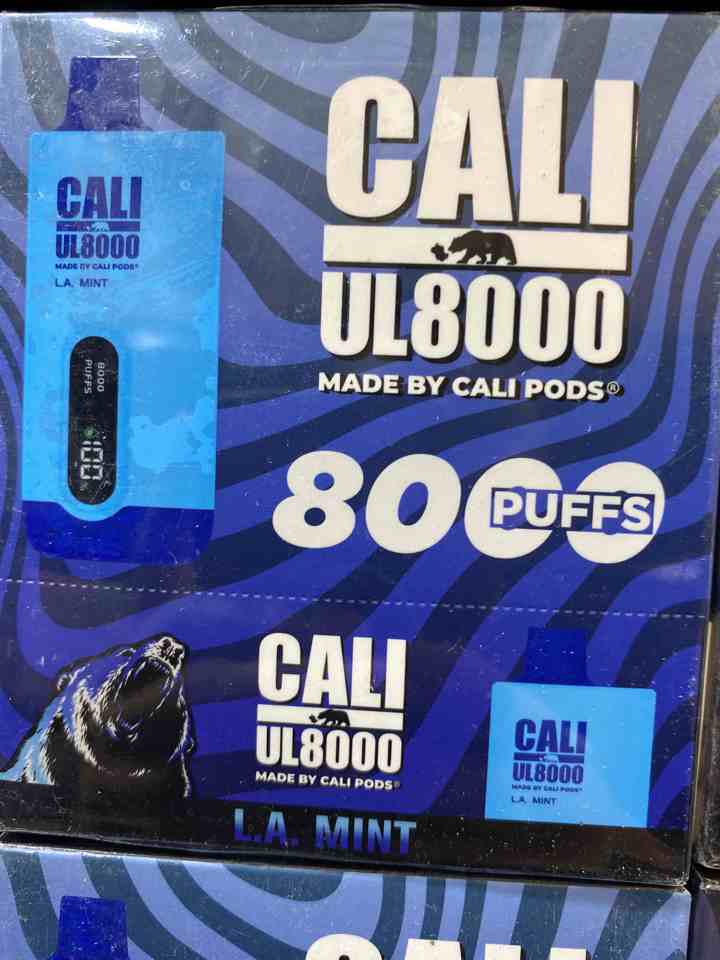 CALI
UL8000
MADE BY CALI PODS®
L.A. MINT
8000
PUFFS
100
%
CALI
UL8000
MADE BY CALI PODS®
8000
PUFFS
CALI
UL8000
MADE BY CALI PODS®
CALI
UL8000
MADE BY CALI PODS®
L.A. MINT
L.A. MINT
CALI